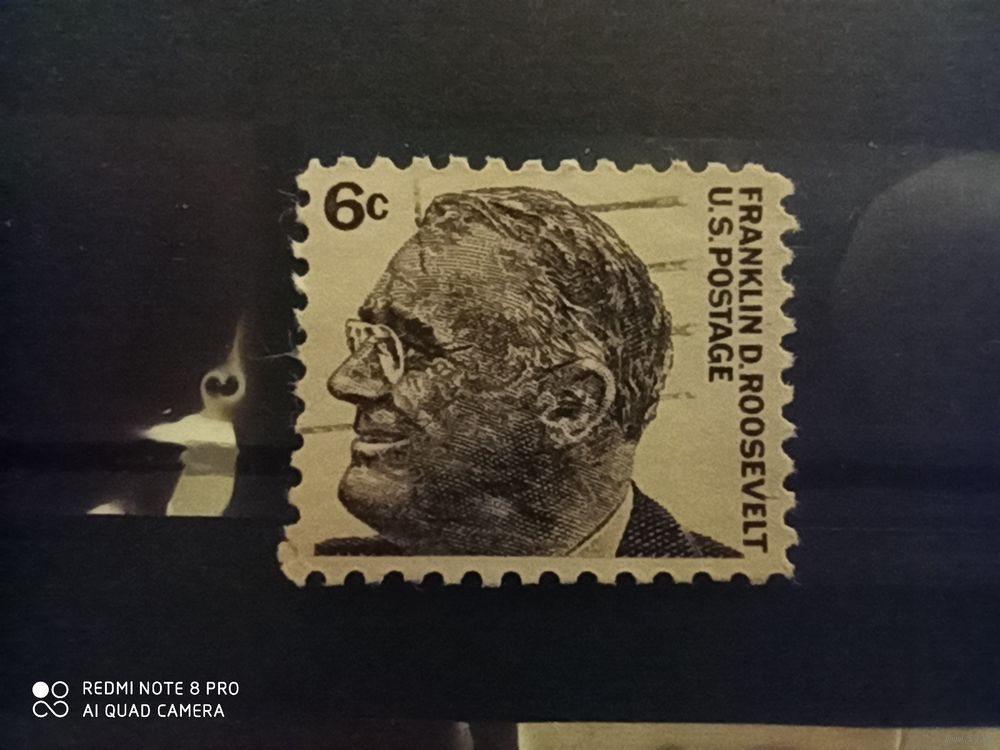 6c
FRANKLIN D. ROOSEVELT
U.S. POSTAGE
REDMI NOTE 8 PRO
AI QUAD CAMERA